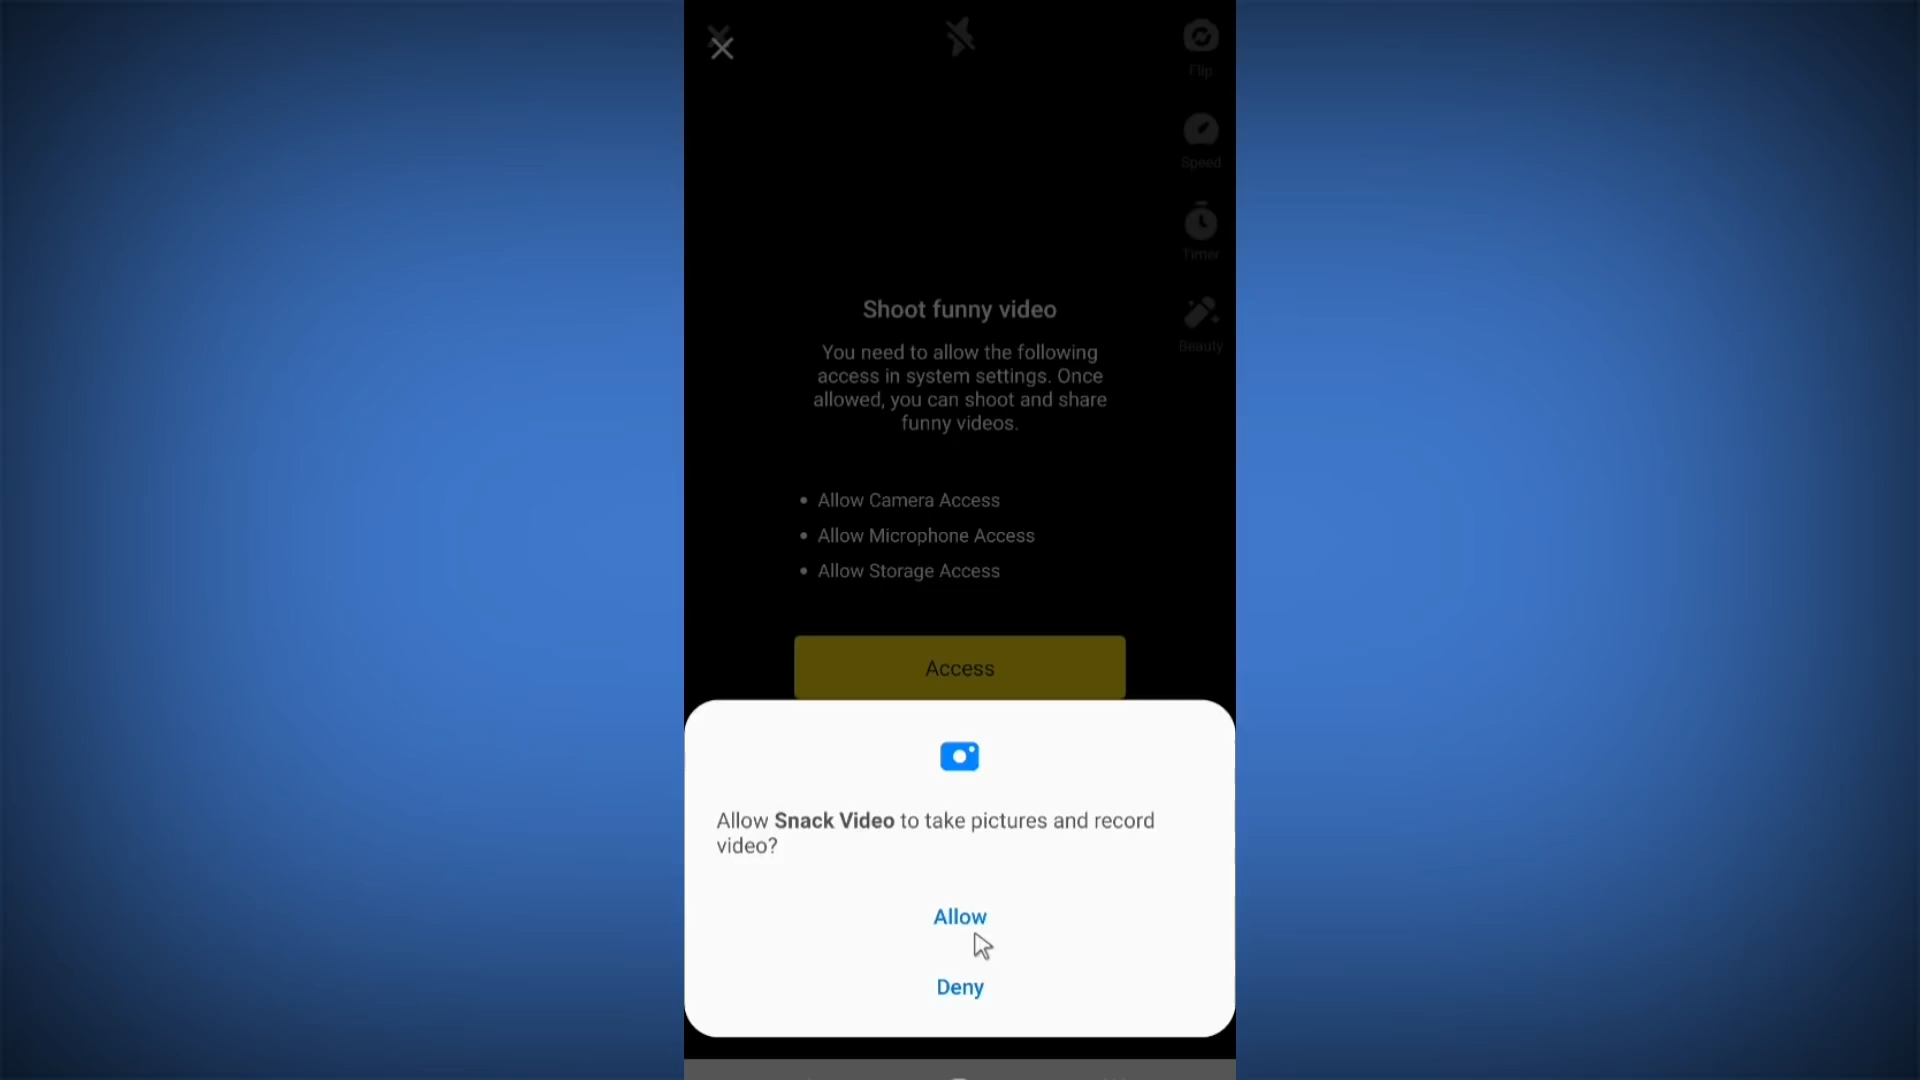 Flip
Speed
Timer
Beauty
Shoot funny video
You need to allow the following
access in system settings. Once
allowed, you can shoot and share
funny videos.
• Allow Camera Access
• Allow Microphone Access
• Allow Storage Access
Access
Allow Snack Video to take pictures and record
video?
Allow
Deny